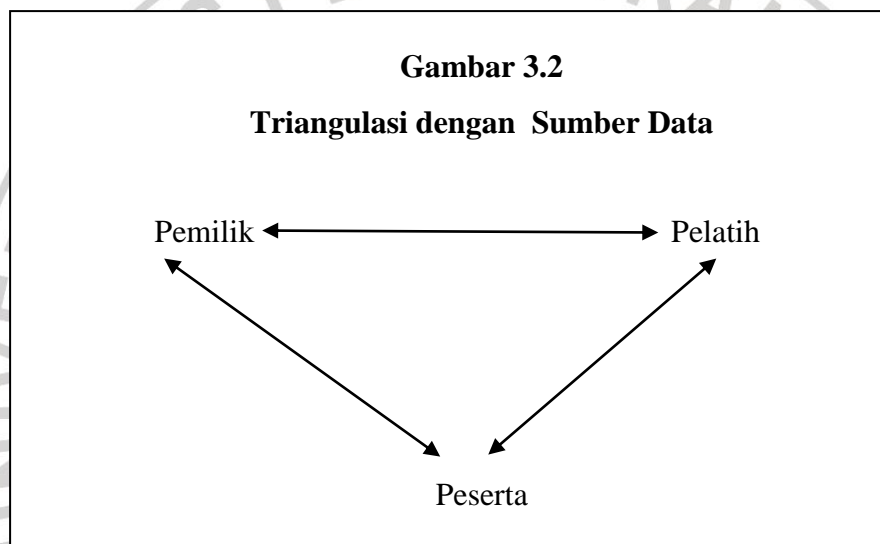 Gambar 3.2
Triangulasi dengan Sumber Data
Pemilik Pelatih
Peserta